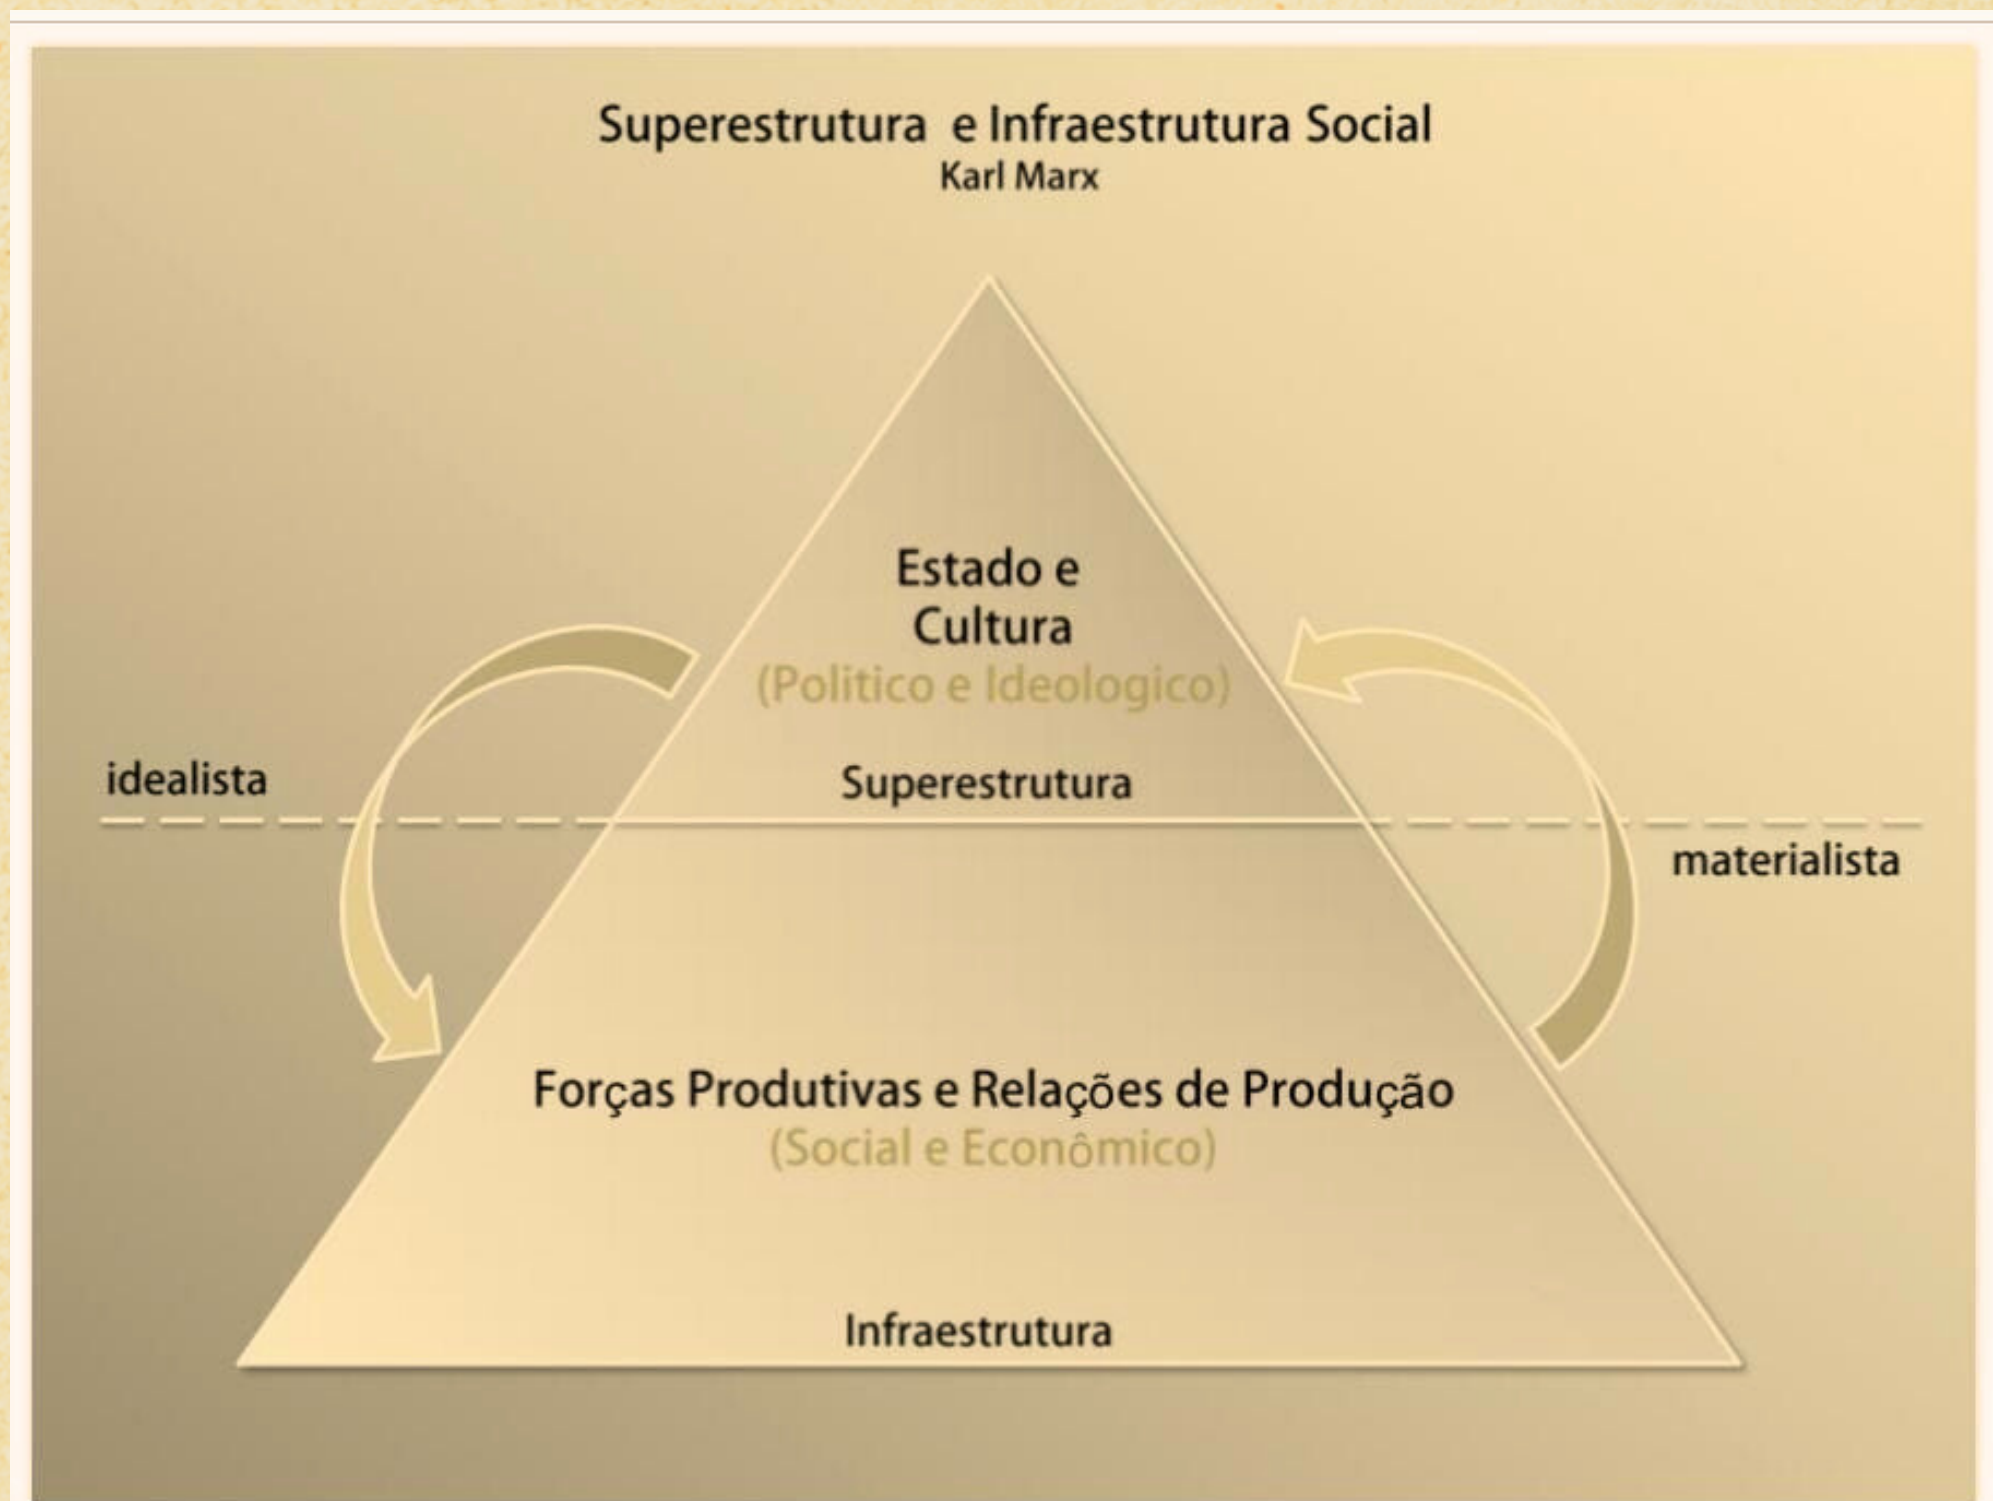 Superestrutura e Infraestrutura Social
Karl Marx
Estado e
Cultura
(Politico e Ideologico)
idealista
Superestrutura
materialista
Forças Produtivas e Relações de Produção
(Social e Econômico)
Infraestrutura